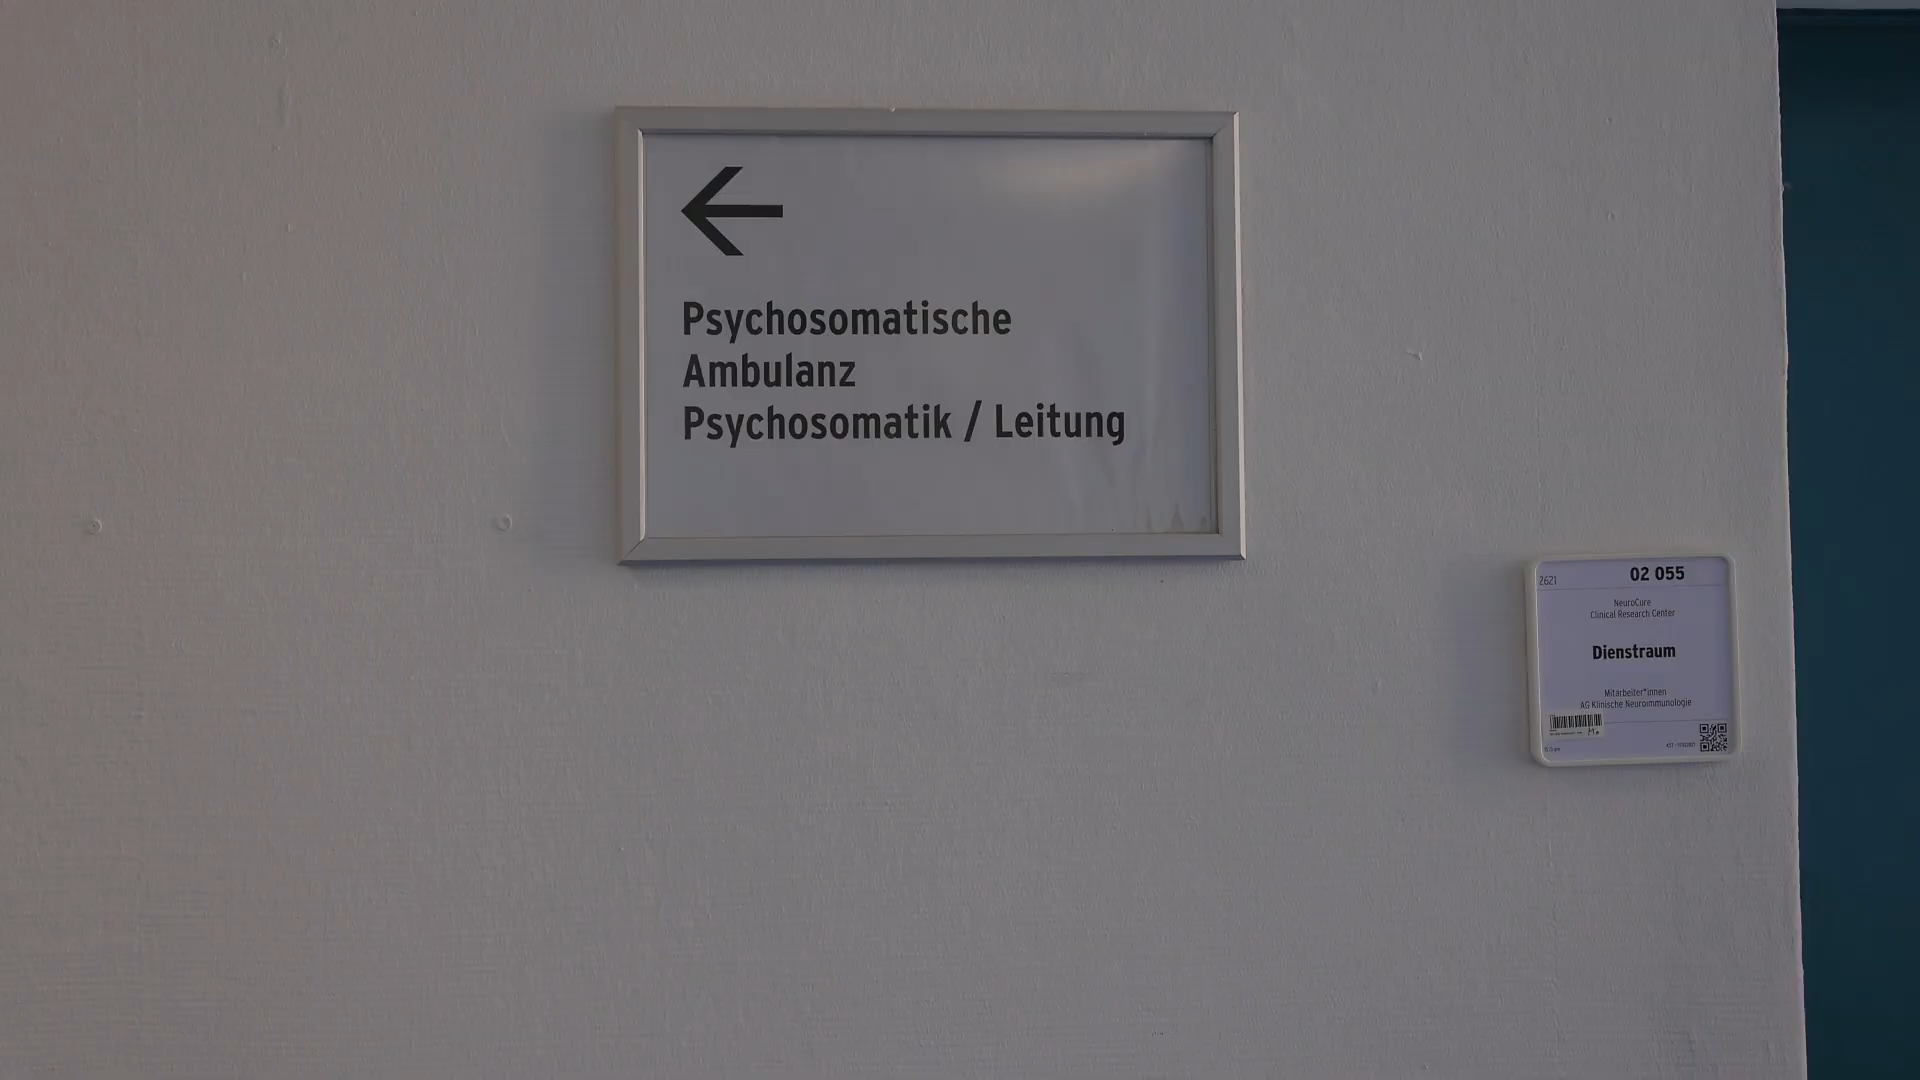 Psychosomatische
Ambulanz
Psychosomatik / Leitung
2621
02 055
NeuroCure
Clinical Research Center
Dienstraum
Mitarbeiter*innen
AG Klinische Neuroimmunologie